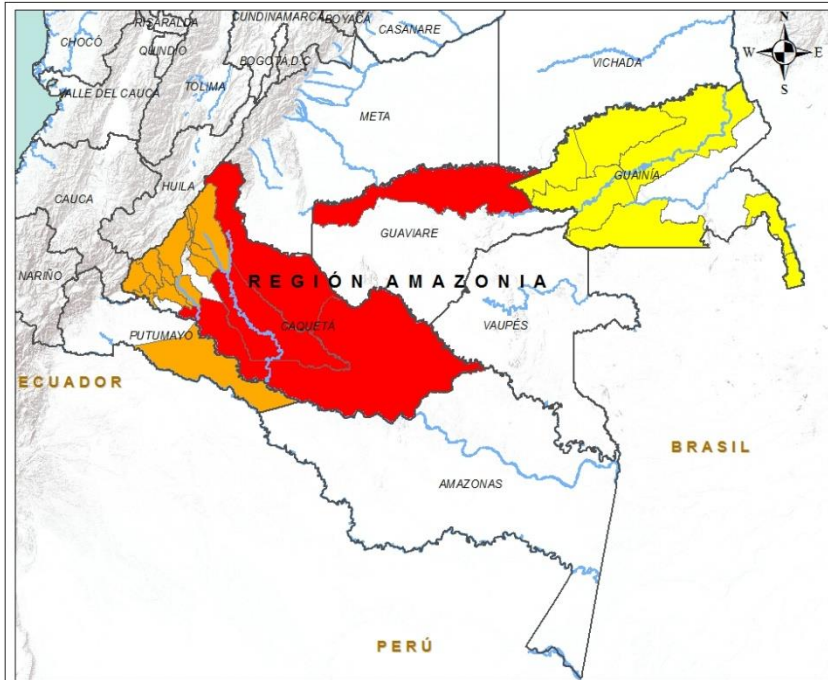 RISARALDA
CUNDINAMARCA
BOYACÁ
CASANARE
N
CHOCÓ
QUINDÍO
BOGOTÁ D.C
VICHADA
W
E
S
VALLE DEL CAUCA
TOLIMA
META
HUILA
GUAINÍA
CAUCA
GUAVIARE
NARIÑO
REGIÓN AMAZONIA
PUTUMAYO
CAQUETÁ
VAUPÉS
ECUADOR
BRASIL
AMAZONAS
PERÚ